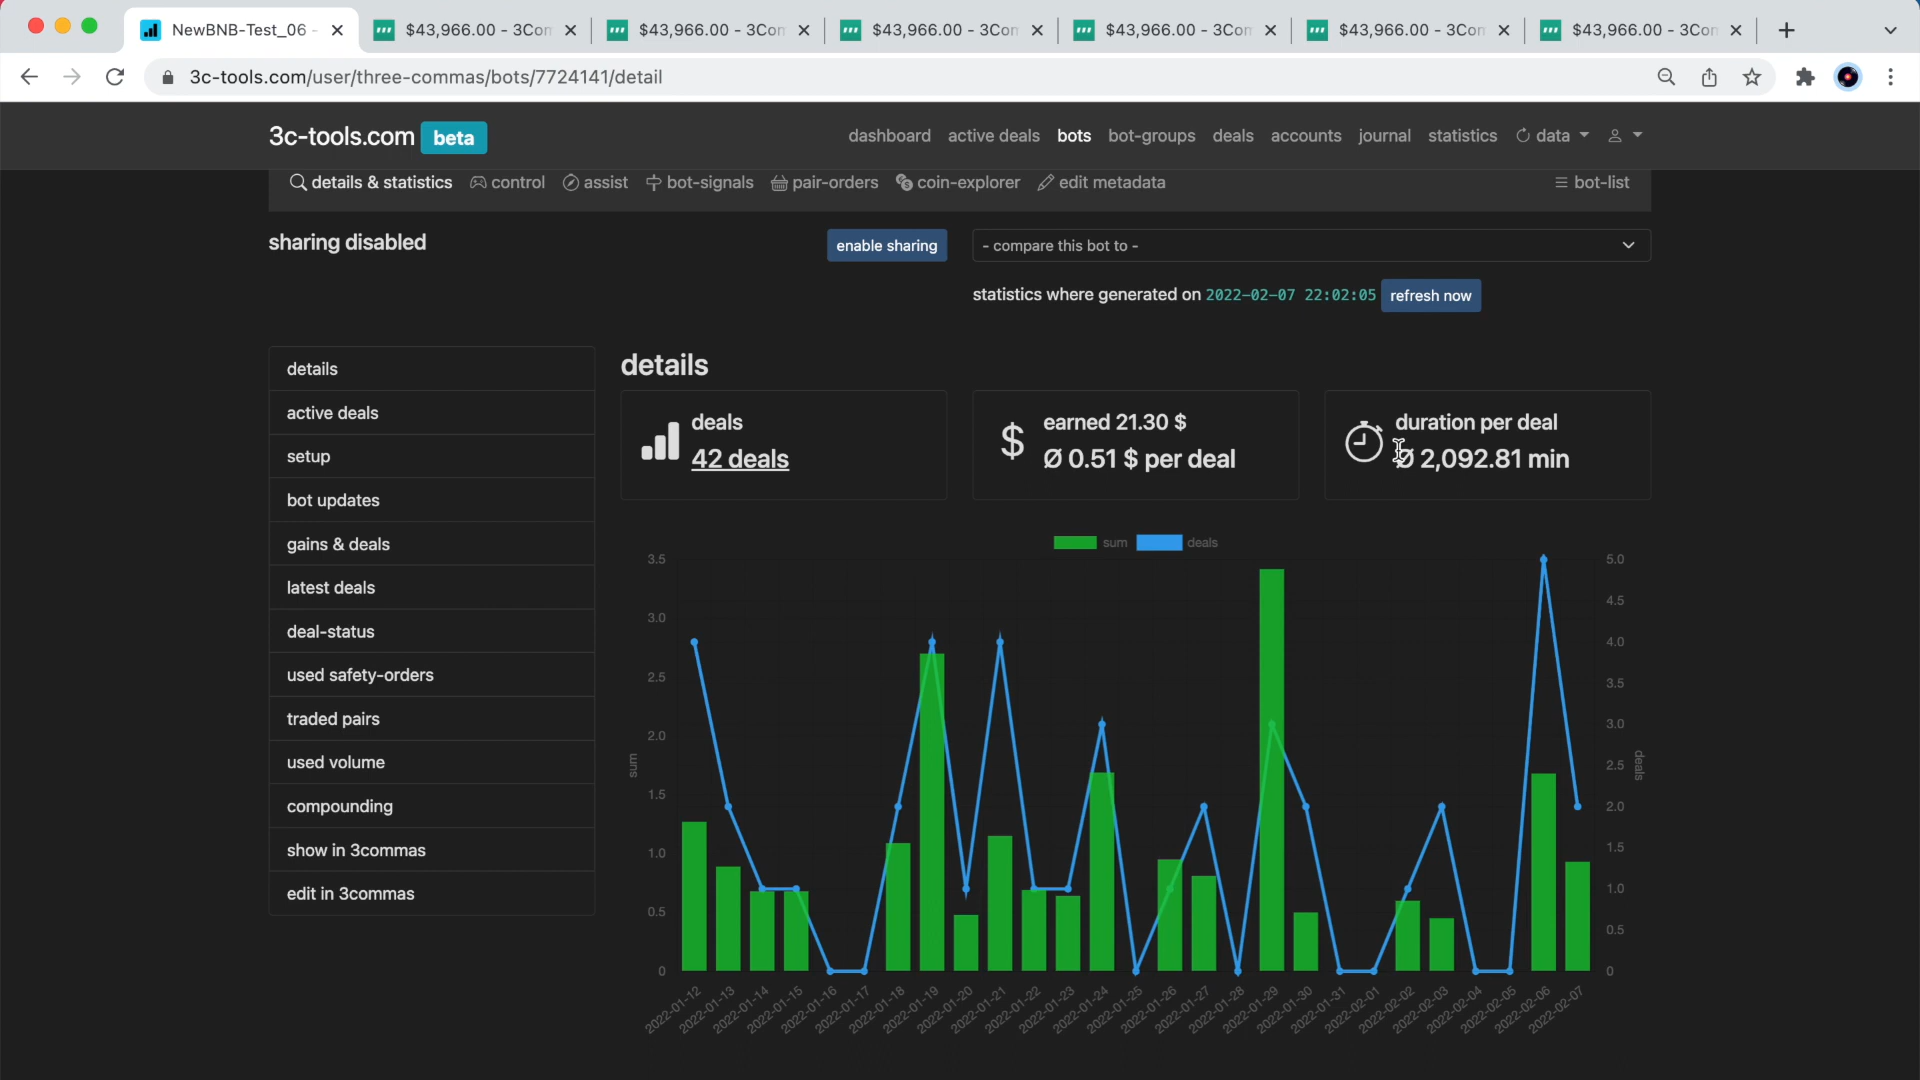 NewBNB-Test_06 -
$43,966.00 - 3Com
$43,966.00 - 3Com
$43,966.00 - 3Com
$43,966.00 - 3Com
$43,966.00 - 3Com
$43,966.00 - 3Com
3c-tools.com/user/three-commas/bots/7724141/detail
3c-tools.com beta
dashboard active deals bots bot-groups deals accounts journal statistics data
details & statistics control assist bot-signals pair-orders coin-explorer edit metadata bot-list
sharing disabled
enable sharing
- compare this bot to -
statistics where generated on 2022-02-07 22:02:05 refresh now
details
active deals
setup
bot updates
gains & deals
latest deals
deal-status
used safety-orders
traded pairs
used volume
compounding
show in 3commas
edit in 3commas
details
deals
42 deals
earned 21.30 $
Ø 0.51 $ per deal
duration per deal
Ø 2,092.81 min
sum deals
3.5
3.0
2.5
2.0
1.5
1.0
0.5
0
sum
5.0
4.5
4.0
3.5
3.0
2.5
2.0
1.5
1.0
0.5
0
deals
2022-01-12
2022-01-13
2022-01-14
2022-01-15
2022-01-16
2022-01-17
2022-01-18
2022-01-19
2022-01-20
2022-01-21
2022-01-22
2022-01-23
2022-01-24
2022-01-25
2022-01-26
2022-01-27
2022-01-28
2022-01-29
2022-01-30
2022-01-31
2022-02-01
2022-02-02
2022-02-03
2022-02-04
2022-02-05
2022-02-06
2022-02-07